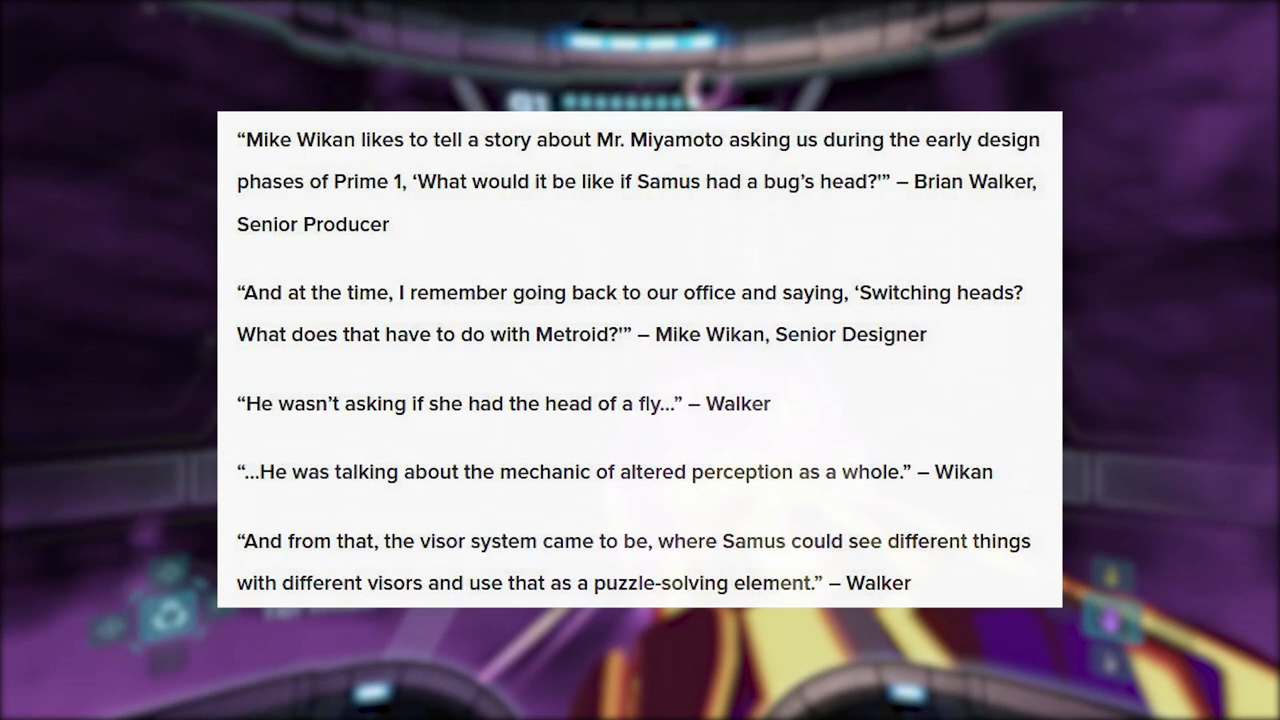 “Mike Wikan likes to tell a story about Mr. Miyamoto asking us during the early design
phases of Prime 1, ‘What would it be like if Samus had a bug’s head?'” – Brian Walker,
Senior Producer
“And at the time, I remember going back to our office and saying, ‘Switching heads?
What does that have to do with Metroid?'” – Mike Wikan, Senior Designer
“He wasn’t asking if she had the head of a fly...” – Walker
“...He was talking about the mechanic of altered perception as a whole.” – Wikan
“And from that, the visor system came to be, where Samus could see different things
with different visors and use that as a puzzle-solving element.” – Walker